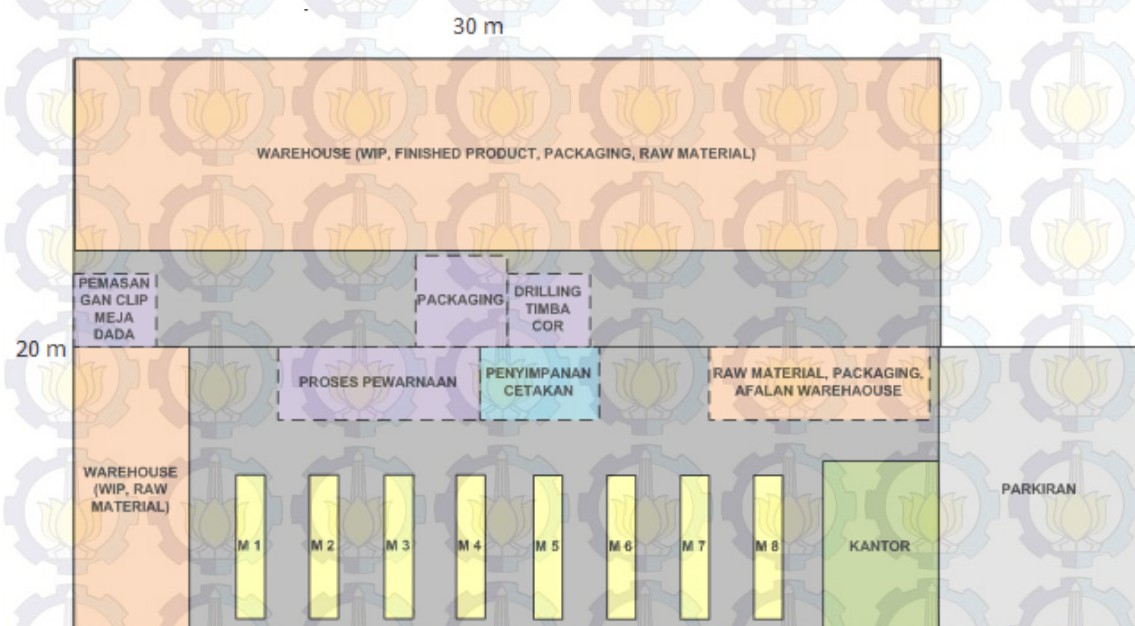 30 m
WAREHOUSE (WIP, FINISHED PRODUCT, PACKAGING, RAW MATERIAL)
PEMASAN
GAN CLIP
MEJA
DADA
PACKAGING
DRILLING
TIMBA
COR
20 m
PROSES PEWARNAAN
PENYIMPANAN
CETAKAN
RAW MATERIAL, PACKAGING,
AFALAN WAREHAOUSE
WAREHOUSE
(WIP, RAW
MATERIAL)
M 1
M 2
M 3
M 4
M 5
M 6
M 7
M 8
KANTOR
PARKIRAN